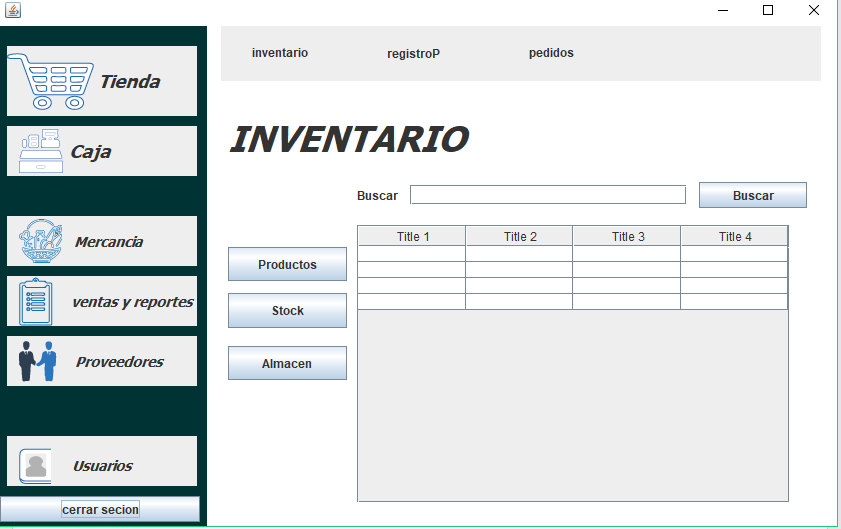 Tienda
Caja
Mercancia
ventas y reportes
Proveedores
Usuarios
cerrar secion
inventario registroP pedidos
INVENTARIO
Buscar Buscar
Productos
Stock
Almacen
Title 1 Title 2 Title 3 Title 4